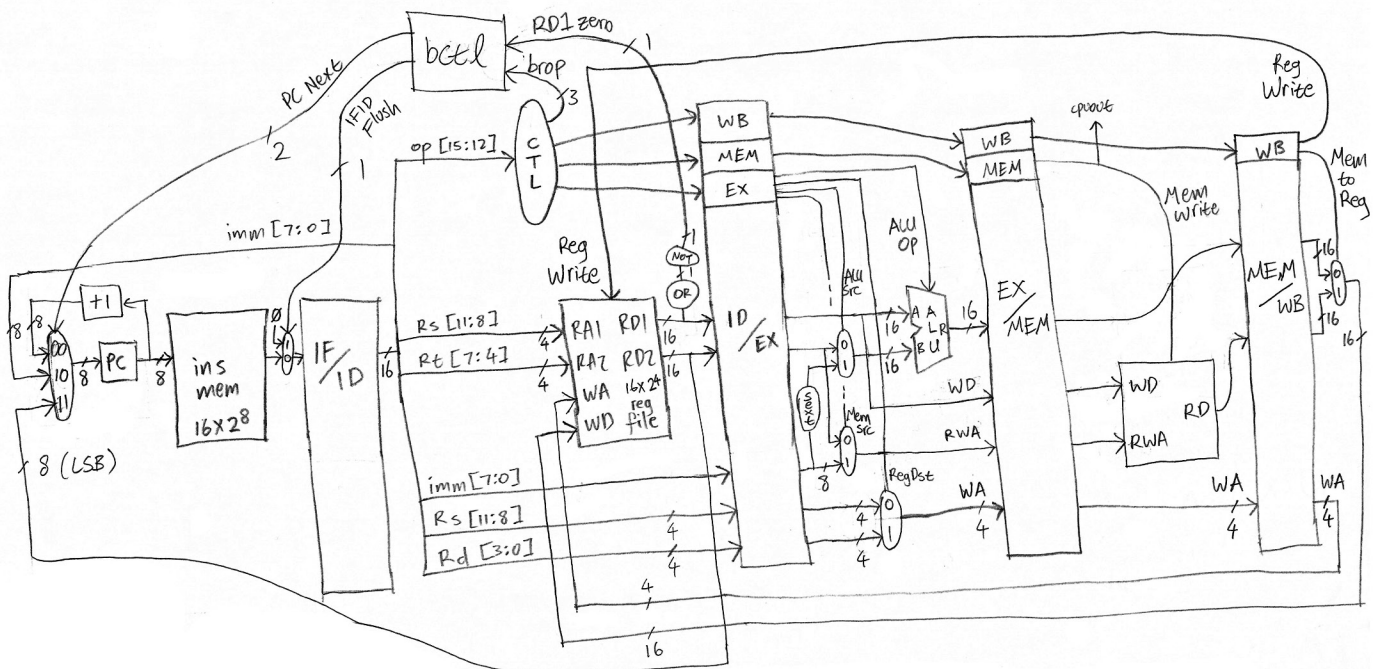 bctl
RD1 zero
1
brop
3
PC Next
2
IFID Flush
1
op [15:12]
CTL
WB
MEM
EX
WB
MEM
cpuout
WB
Reg Write
Mem to Reg
Mem Write
imm [7:0]
+1
8
8
00
10
11
8
PC
8
ins mem
16x2^8
0
1
0
IF/ID
16
8 (LSB)
Reg Write
1
NOT
1
OR
Rs [11:8]
4
Rt [7:4]
4
RA1 RD1
RA2 RD2
WA 16x2^4
WD reg file
16
16
ID/EX
ALU Src
ALU OP
0
1
16
16
A
B
ALU
R
16
sext
Mem Src
0
1
8
RegDst
0
1
4
4
WD
RWA
WA
4
EX/MEM
WD
RD
RWA
WA
4
MEM/WB
16
16
0
1
16
WA
4
imm [7:0]
Rs [11:8]
4
Rd [3:0]
4
4
16